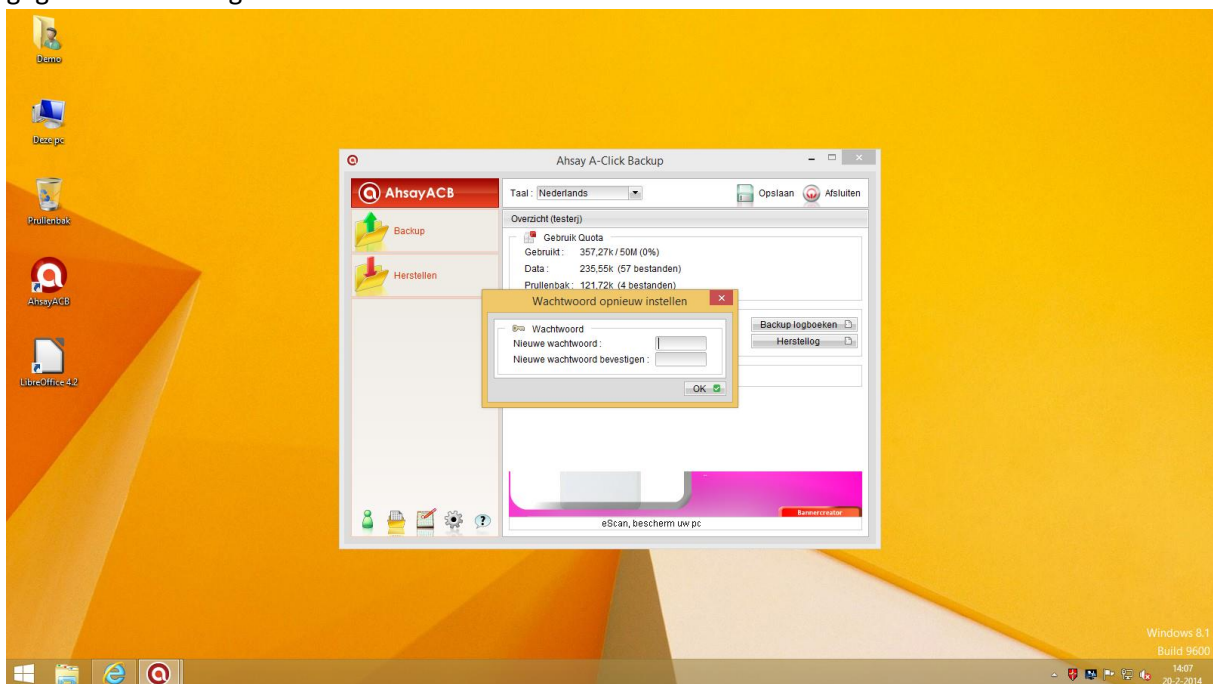 Demo
Deze pc
Prullenbak
AhsayACB
LibreOffice 4.2
Ahsay A-Click Backup
AhsayACB
Taal : Nederlands
Opslaan
Afsluiten
Backup
Herstellen
Overzicht (testerj)
Gebruik Quota
Gebruikt : 357,27k / 50M (0%)
Data : 235,55k (57 bestanden)
Prullenbak : 121,72k (4 bestanden)
Wachtwoord opnieuw instellen
Wachtwoord
Nieuwe wachtwoord :
Nieuwe wachtwoord bevestigen :
OK
Backup logboeken
Herstellog
Bannercreator
eScan, bescherm uw pc
Windows 8.1
Build 9600
14:07
20-2-2014